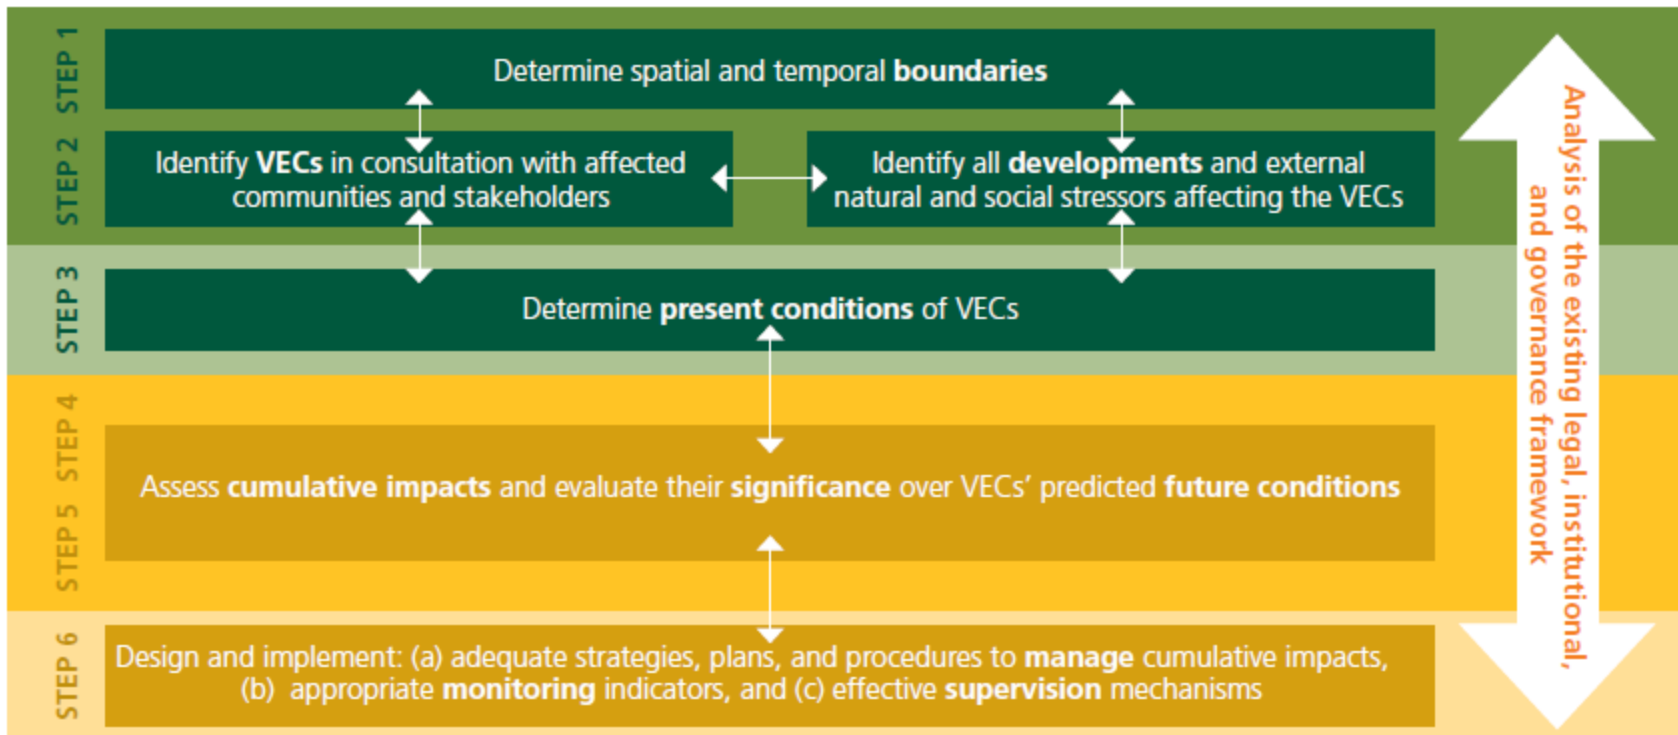 STEP 1
Determine spatial and temporal boundaries
STEP 2
Identify VECs in consultation with affected
communities and stakeholders
Identify all developments and external
natural and social stressors affecting the VECs
STEP 3
Determine present conditions of VECs
STEP 4
STEP 5
Assess cumulative impacts and evaluate their significance over VECs’ predicted future conditions
STEP 6
Design and implement: (a) adequate strategies, plans, and procedures to manage cumulative impacts,
(b) appropriate monitoring indicators, and (c) effective supervision mechanisms
Analysis of the existing legal, institutional,
and governance framework